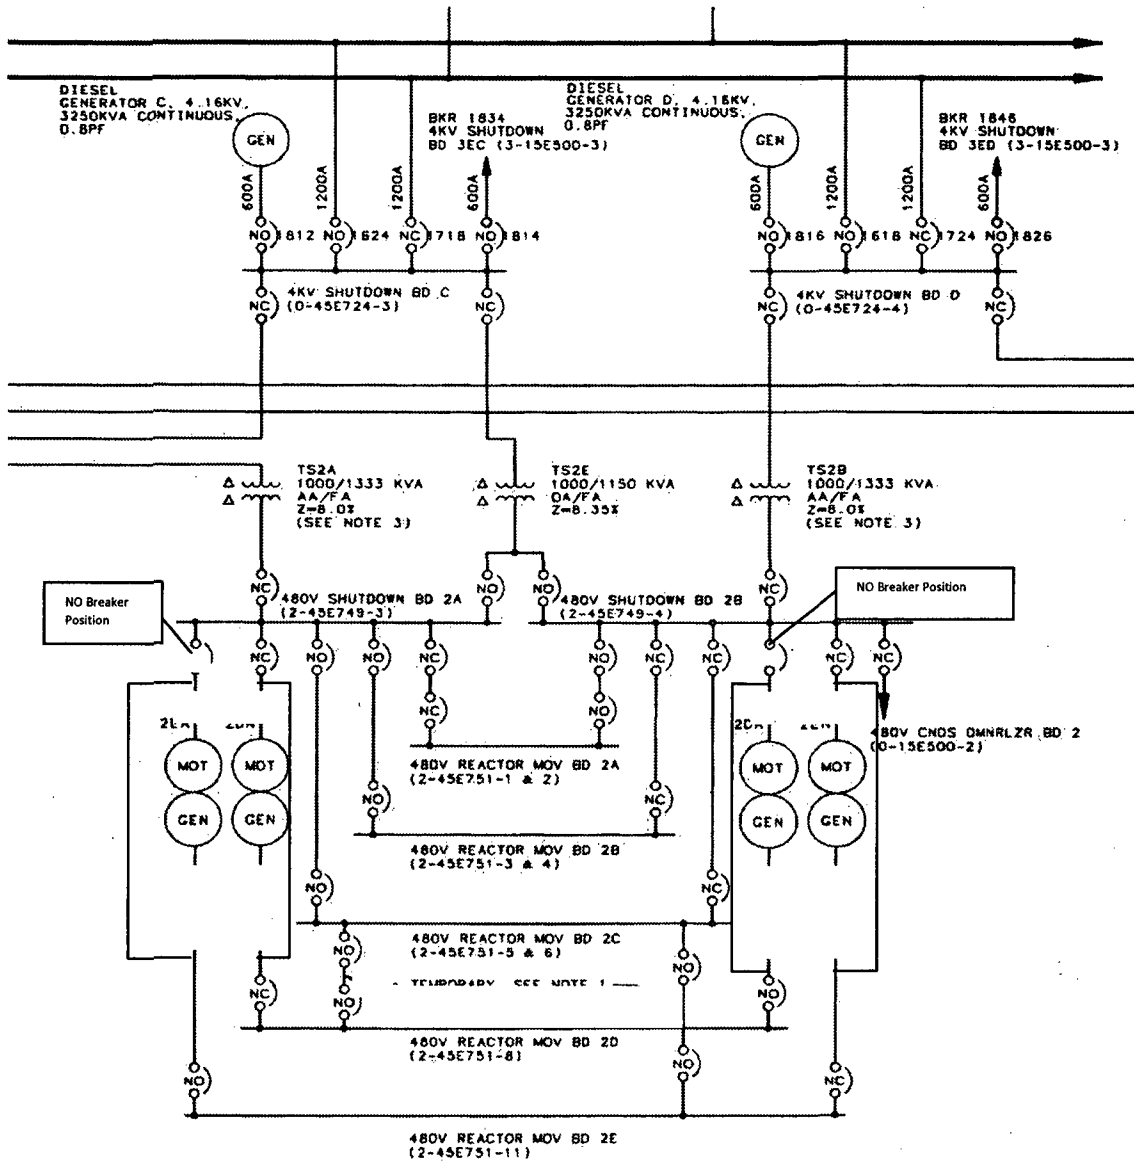 DIESEL
GENERATOR C, 4.16KV,
3250KVA CONTINUOUS,
0.8PF
GEN
BKR 1834
4KV SHUTDOWN
BD 3EC (3-15E500-3)
DIESEL
GENERATOR D, 4.16KV,
3250KVA CONTINUOUS,
0.8PF
GEN
BKR 1846
4KV SHUTDOWN
BD 3ED (3-15E500-3)
600A
1200A
1200A
600A
600A
1200A
1200A
600A
NO 1812 NO 1624 NC 1718 NO 1814
NO 1816 NO 1618 NC 1724 NO 1826
4KV SHUTDOWN BD C
(0-45E724-3)
NC
NC
4KV SHUTDOWN BD D
(0-45E724-4)
NC
NC
TS2A
1000/1333 KVA
AA/FA
Z=8.0%
(SEE NOTE 3)
TS2E
1000/1150 KVA
OA/FA
Z=8.35%
TS2B
1000/1333 KVA
AA/FA
Z=8.0%
(SEE NOTE 3)
NO Breaker
Position
NO Breaker Position
NC
NO
NO
NC
480V SHUTDOWN BD 2A
(2-45E749-3)
480V SHUTDOWN BD 2B
(2-45E749-4)
NC NO NO NC NO NC NC NC NC
NC NO
480V REACTOR MOV BD 2A
(2-45E751-1 & 2)
480V CNDS DMNRLZR BD 2
(0-15E500-2)
MOT MOT MOT MOT
GEN GEN GEN GEN
NO NC
480V REACTOR MOV BD 2B
(2-45E751-3 & 4)
NO NC
480V REACTOR MOV BD 2C
(2-45E751-5 & 6)
NO
NO
TEMPORARY SEE NOTE 1
NC NO NO
480V REACTOR MOV BD 2D
(2-45E751-8)
NO NO NC
480V REACTOR MOV BD 2E
(2-45E751-11)